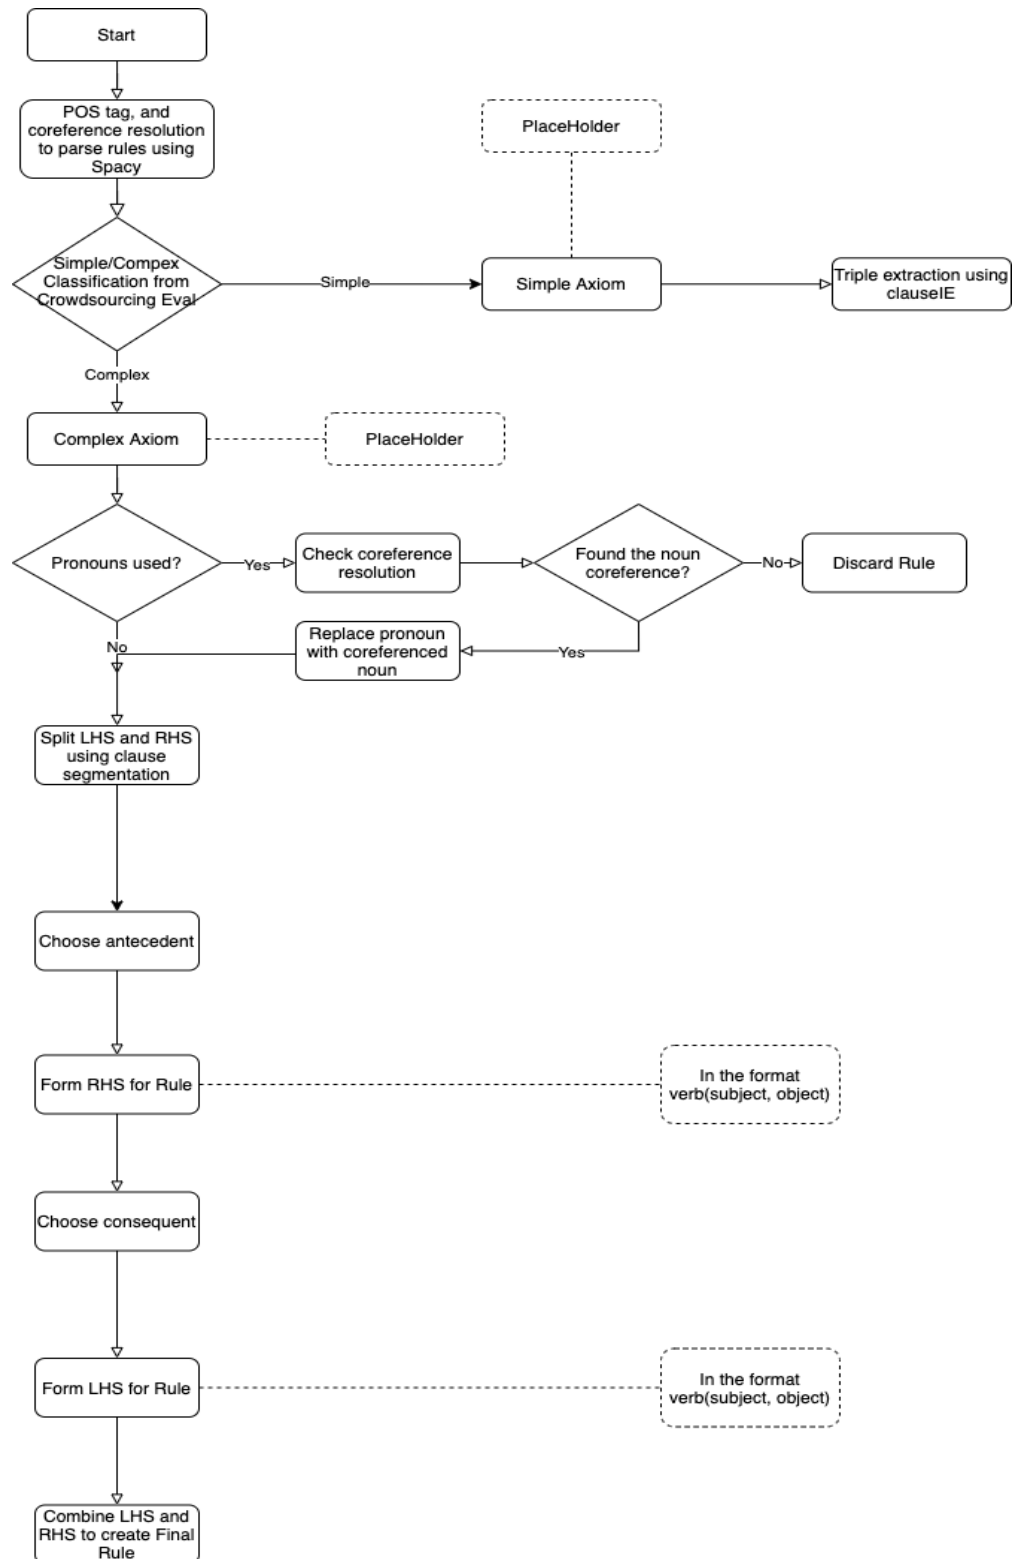 Start
POS tag, and
coreference resolution
to parse rules using
Spacy
PlaceHolder
Simple/Compex
Classification from
Crowdsourcing Eval
Simple
Simple Axiom
Triple extraction using
clauseIE
Complex
Complex Axiom
PlaceHolder
Pronouns used?
Yes
Check coreference
resolution
Found the noun
coreference?
No
Discard Rule
No
Replace pronoun
with coreferenced
noun
Yes
Split LHS and RHS
using clause
segmentation
Choose antecedent
Form RHS for Rule
In the format
verb(subject, object)
Choose consequent
Form LHS for Rule
In the format
verb(subject, object)
Combine LHS and
RHS to create Final
Rule